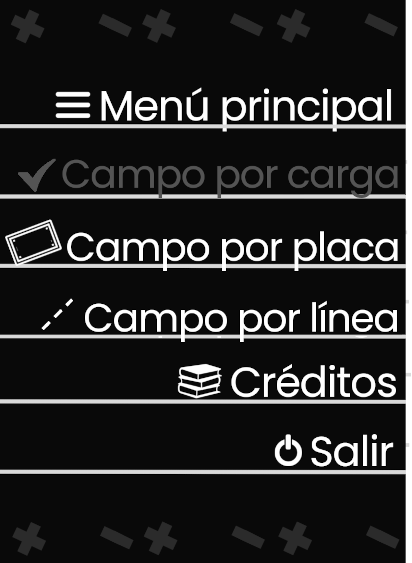 Menú principal
Campo por carga
Campo por placa
Campo por línea
Créditos
Salir